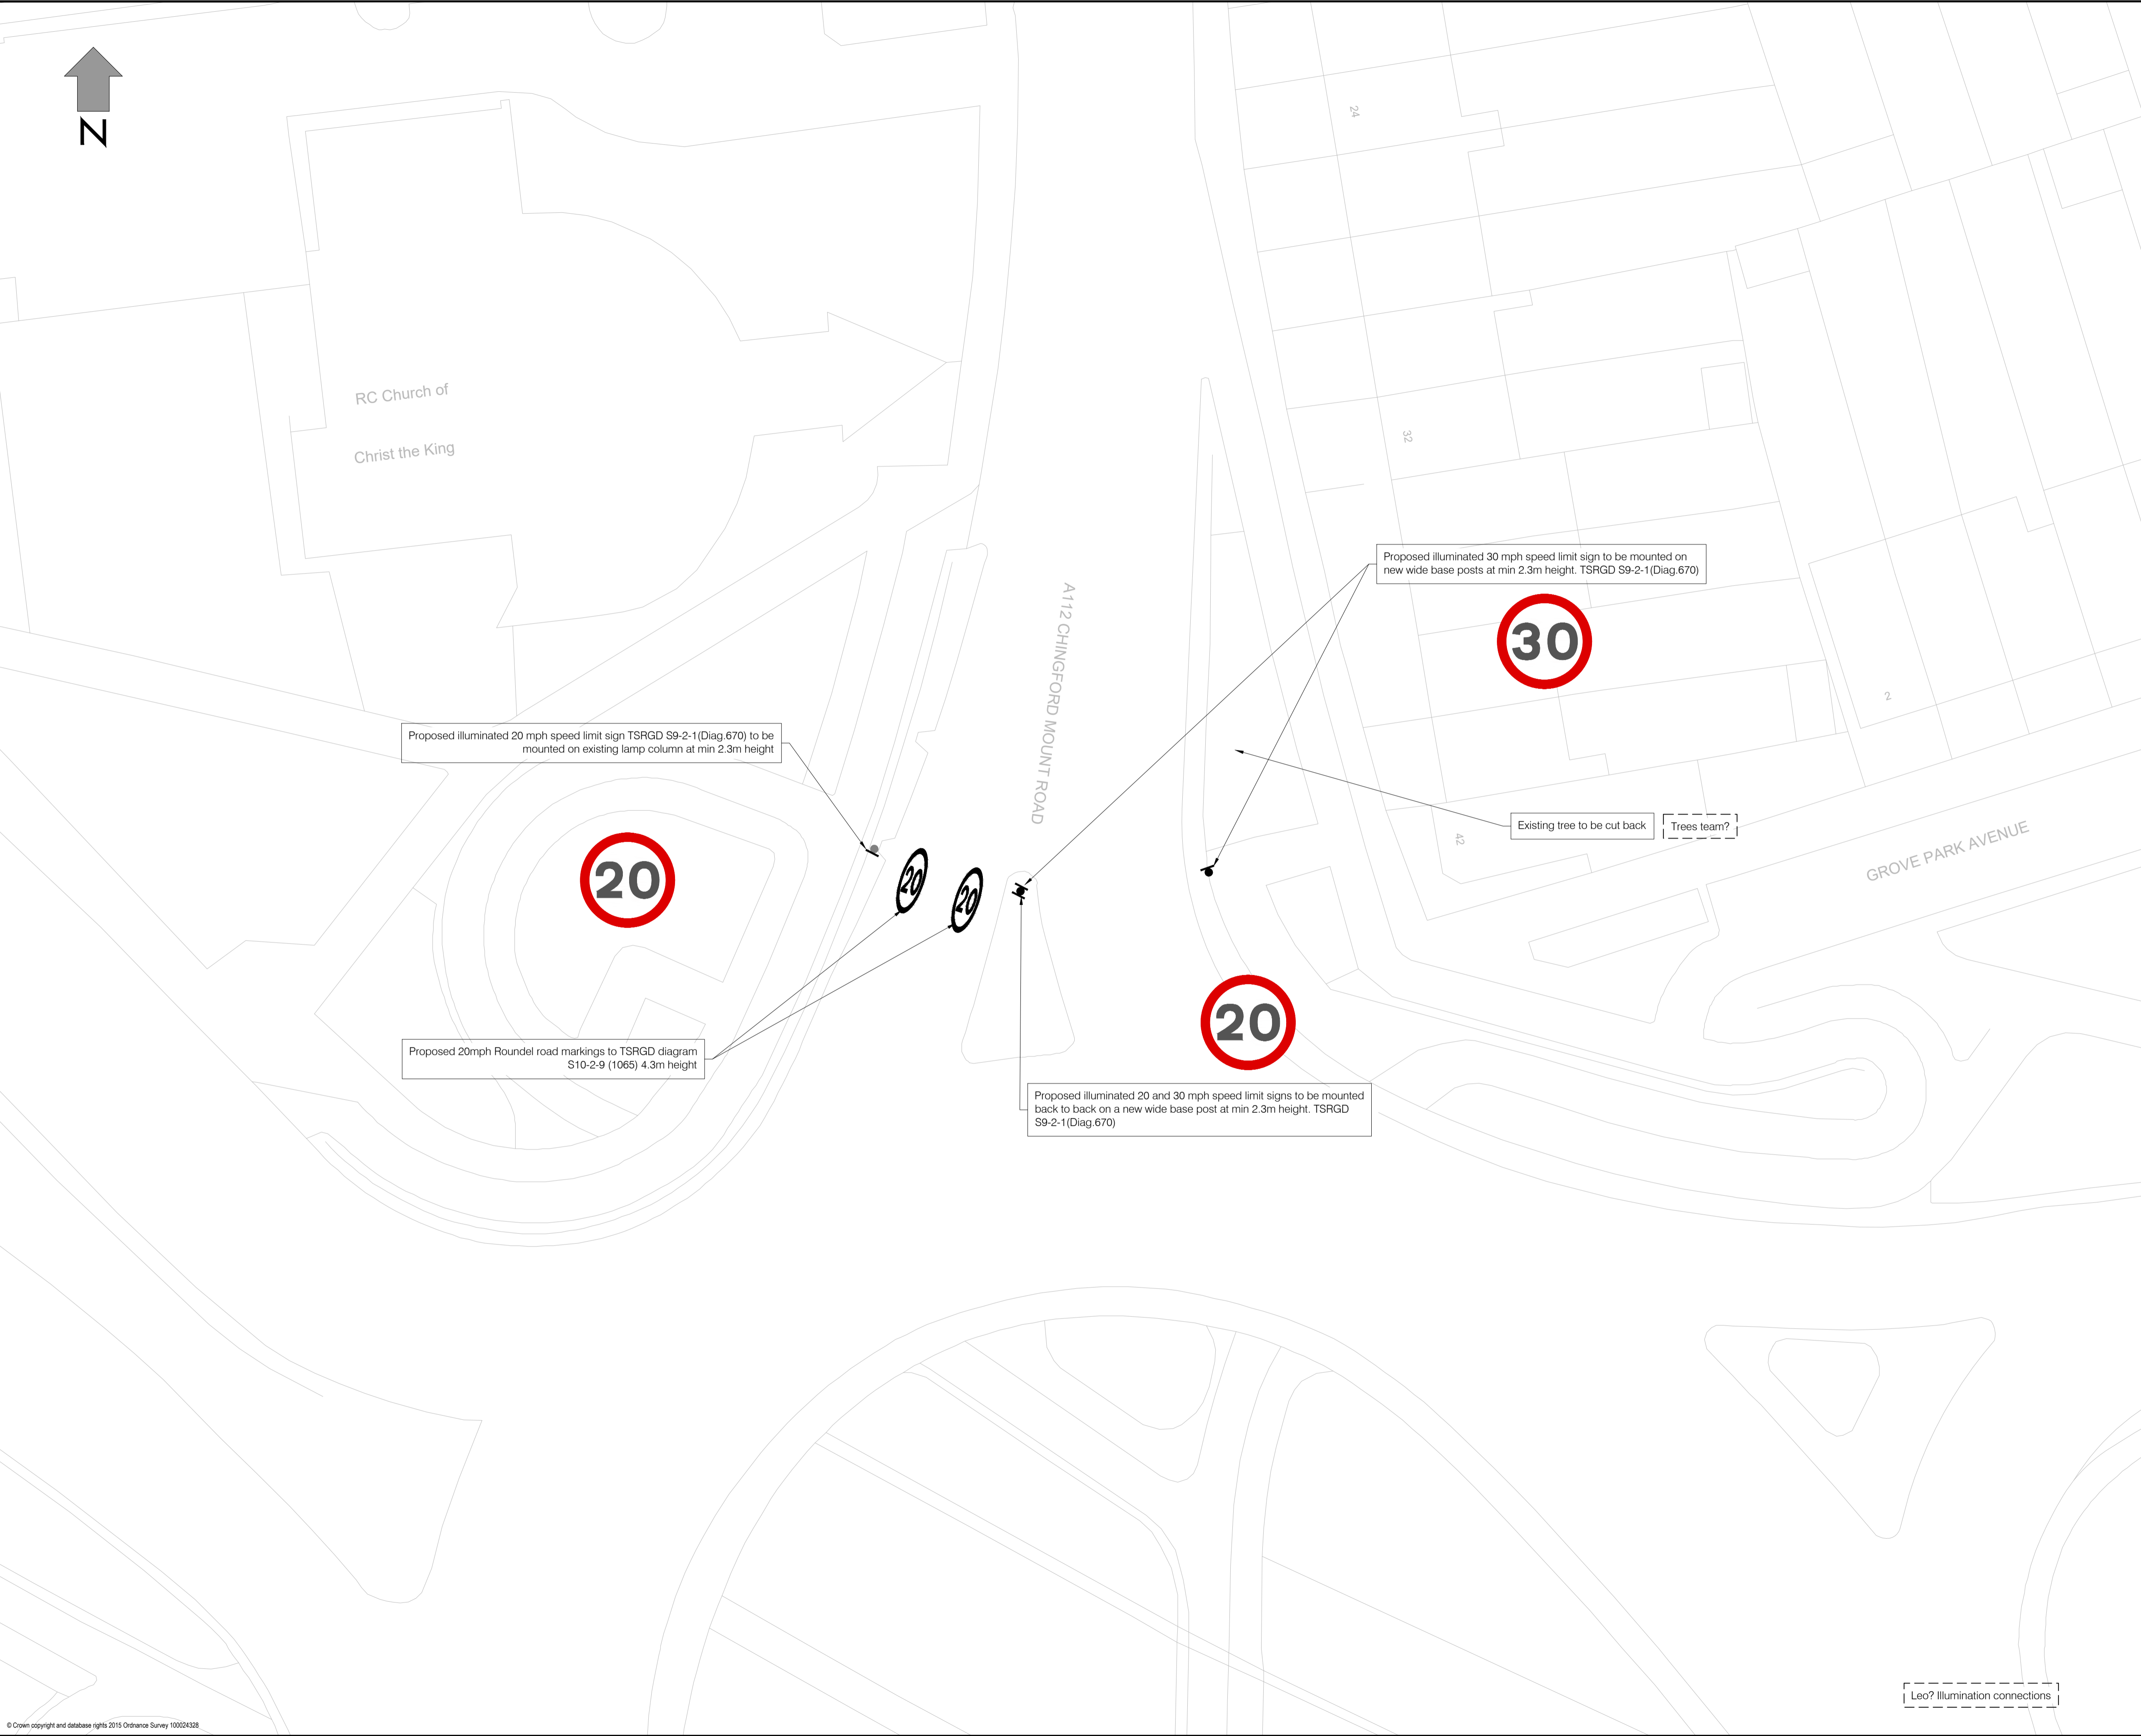 N
24
RC Church of
Christ the King
32
A112 CHINGFORD MOUNT ROAD
Proposed illuminated 30 mph speed limit sign to be mounted on
new wide base posts at min 2.3m height. TSRGD S9-2-1(Diag.670)
30
2
Proposed illuminated 20 mph speed limit sign TSRGD S9-2-1(Diag.670) to be
mounted on existing lamp column at min 2.3m height
Existing tree to be cut back
Trees team?
42
GROVE PARK AVENUE
20
20
20
20
Proposed 20mph Roundel road markings to TSRGD diagram
S10-2-9 (1065) 4.3m height
Proposed illuminated 20 and 30 mph speed limit signs to be mounted
back to back on a new wide base post at min 2.3m height. TSRGD
S9-2-1(Diag.670)
Leo? Illumination connections
© Crown copyright and database rights 2015 Ordnance Survey 100024328